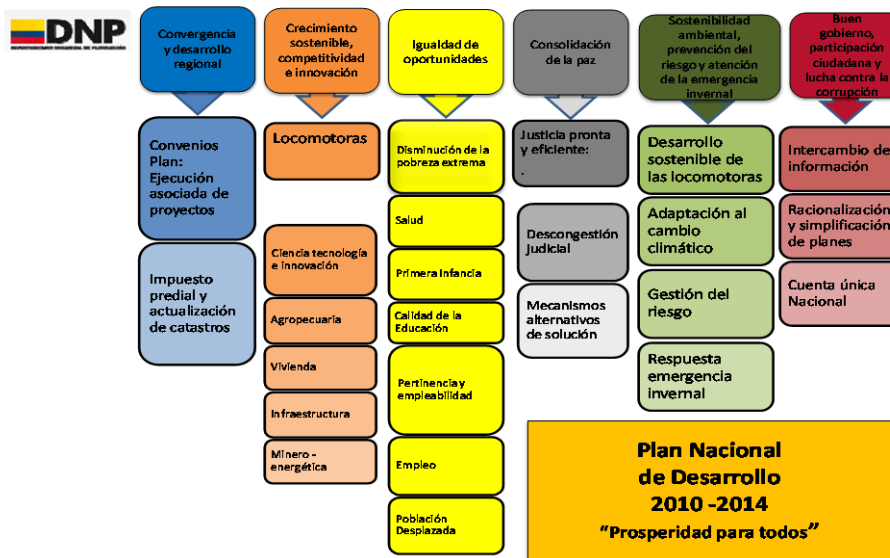 DNP
DEPARTAMENTO NACIONAL DE PLANEACIÓN
Convergencia
y desarrollo
regional
Convenios
Plan:
Ejecución
asociada de
proyectos
Impuesto
predial y
actualización
de catastros
Crecimiento
sostenible,
competitividad
e innovación
Locomotoras
Ciencia tecnología
e innovación
Agropecuaria
Vivienda
Infraestructura
Minero -
energética
Igualdad de
oportunidades
Disminución de la
pobreza extrema
Salud
Primera Infancia
Calidad de la
Educación
Pertinencia y
empleabilidad
Empleo
Población
Desplazada
Consolidación
de la paz
Justicia pronta
y eficiente:
.
Descongestión
Judicial
Mecanismos
alternativos
de solución
Sostenibilidad
ambiental,
prevención del
riesgo y atención
de la emergencia
invernal
Desarrollo
sostenible de
las locomotoras
Adaptación al
cambio
climático
Gestión del
riesgo
Respuesta
emergencia
invernal
Buen
gobierno,
participación
ciudadana y
lucha contra la
corrupción
Intercambio de
información
Racionalización
y simplificación
de planes
Cuenta única
Nacional
Plan Nacional
de Desarrollo
2010 -2014
"Prosperidad para todos"